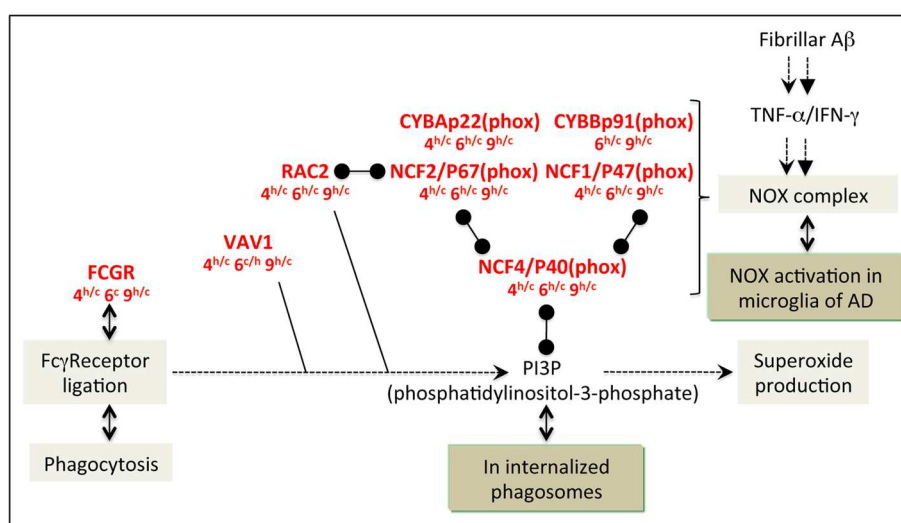 Fibrillar Aβ
TNF-α/IFN-γ
CYBAp22(phox)
4h/c 6h/c 9h/c
CYBBp91(phox)
6h/c 9h/c
RAC2
4h/c 6h/c 9h/c
NCF2/P67(phox)
4h/c 6h/c 9h/c
NCF1/P47(phox)
4h/c 6h/c 9h/c
NOX complex
VAV1
4h/c 6c/h 9h/c
FCGR
4h/c 6c 9h/c
NCF4/P40(phox)
4h/c 6h/c 9h/c
NOX activation in
microglia of AD
FcγReceptor
ligation
PI3P
(phosphatidylinositol-3-phosphate)
Superoxide
production
Phagocytosis
In internalized
phagosomes